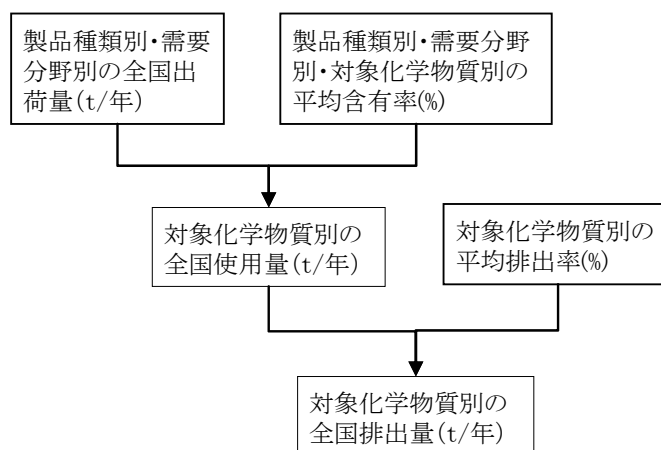 製品種類別・需要
分野別の全国出
荷量(t/年)
製品種類別・需要分野
別・対象化学物質別の
平均含有率(%)
対象化学物質別の
全国使用量(t/年)
対象化学物質別の
平均排出率(%)
対象化学物質別の
全国排出量(t/年)